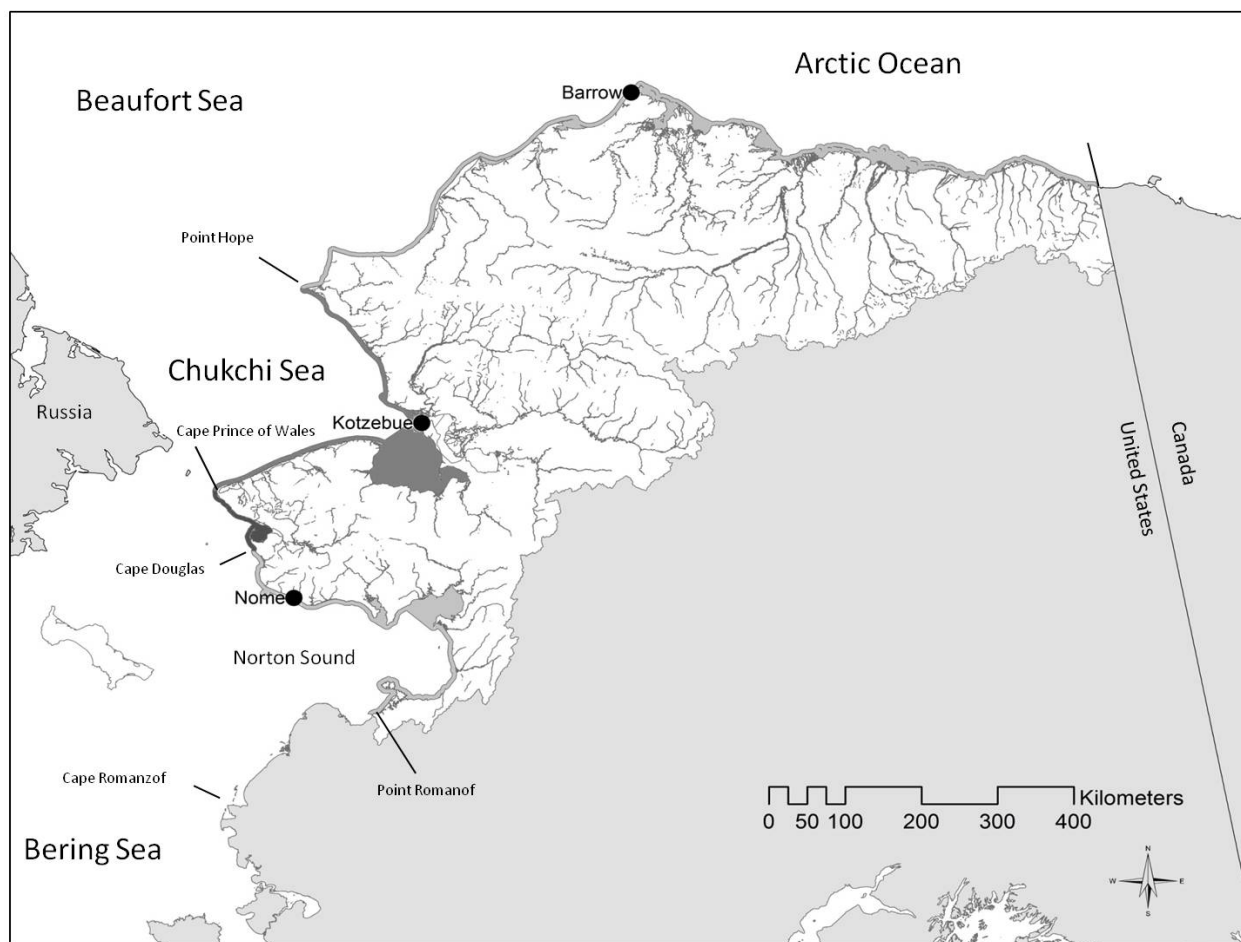 Arctic Ocean
Beaufort Sea
Barrow
Point Hope
Chukchi Sea
Russia
Cape Prince of Wales
Kotzebue
Canada
United States
Cape Douglas
Nome
Norton Sound
Cape Romanzof
Point Romanof
Kilometers
0 50 100 200 300 400
Bering Sea
N
W E
S